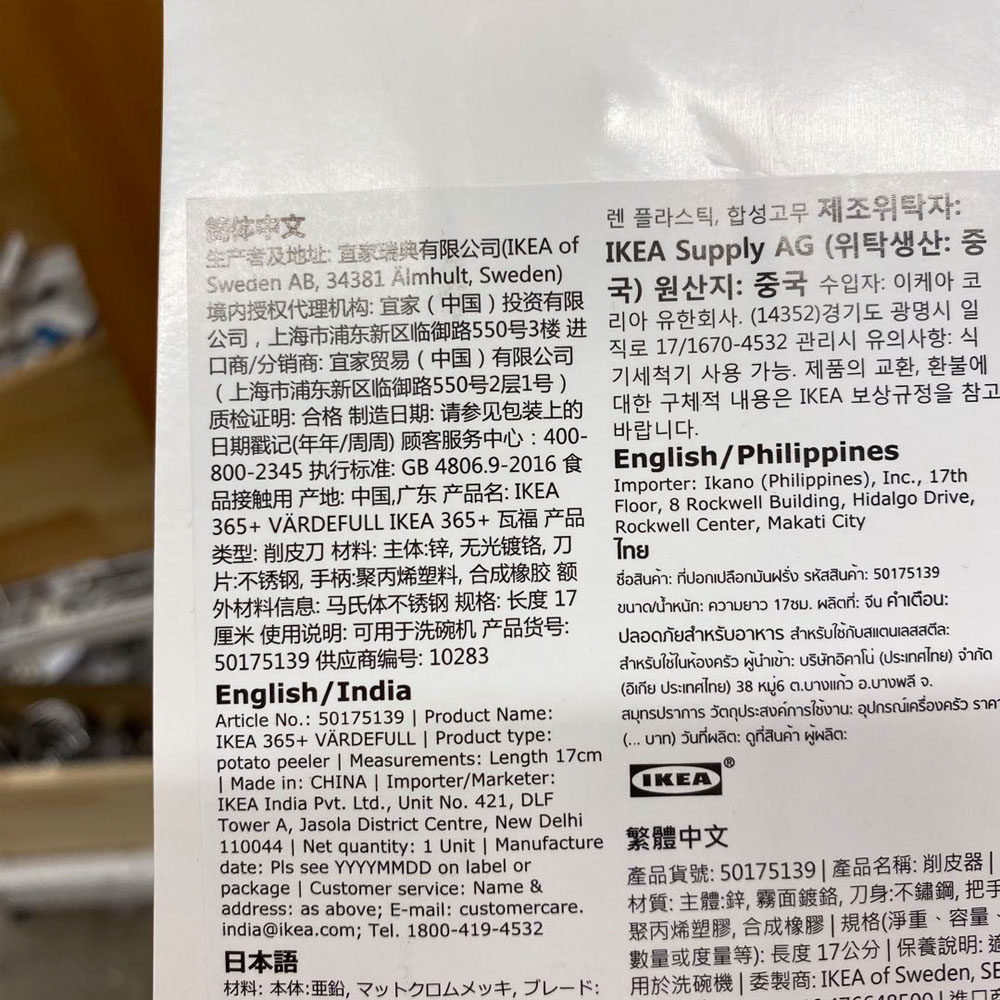 简体中文
生产者及地址: 宜家瑞典有限公司(IKEA of
Sweden AB, 34381 Älmhult, Sweden)
境内授权代理机构: 宜家（中国）投资有限
公司，上海市浦东新区临御路550号3楼 进
口商/分销商: 宜家贸易（中国）有限公司
（上海市浦东新区临御路550号2层1号）
质检证明: 合格 制造日期: 请参见包装上的
日期戳记(年年/周周) 顾客服务中心：400-
800-2345 执行标准: GB 4806.9-2016 食
品接触用 产地: 中国,广东 产品名: IKEA
365+ VÄRDEFULL IKEA 365+ 瓦福 产品
类型: 削皮刀 材料: 主体:锌, 无光镀铬, 刀
片:不锈钢, 手柄:聚丙烯塑料, 合成橡胶 额
外材料信息: 马氏体不锈钢 规格: 长度 17
厘米 使用说明: 可用于洗碗机 产品货号:
50175139 供应商编号: 10283
English/India
Article No.: 50175139 | Product Name:
IKEA 365+ VÄRDEFULL | Product type:
potato peeler | Measurements: Length 17cm
| Made in: CHINA | Importer/Marketer:
IKEA India Pvt. Ltd., Unit No. 421, DLF
Tower A, Jasola District Centre, New Delhi
110044 | Net quantity: 1 Unit | Manufacture
date: Pls see YYYYMMDD on label or
package | Customer service: Name &
address: as above; E-mail: customercare.
india@ikea.com; Tel. 1800-419-4532
日本語
材料: 本体:亜鉛, マットクロムメッキ, ブレード:
렌 플라스틱, 합성고무 제조위탁자:
IKEA Supply AG (위탁생산: 중
국) 원산지: 중국 수입자: 이케아 코
리아 유한회사. (14352)경기도 광명시 일
직로 17/1670-4532 관리시 유의사항: 식
기세척기 사용 가능. 제품의 교환, 환불에
대한 구체적 내용은 IKEA 보상규정을 참고
바랍니다.
English/Philippines
Importer: Ikano (Philippines), Inc., 17th
Floor, 8 Rockwell Building, Hidalgo Drive,
Rockwell Center, Makati City
ไทย
ชื่อสินค้า: ที่ปอกเปลือกมันฝรั่ง รหัสสินค้า: 50175139
ขนาด/น้ำหนัก: ความยาว 17ซม. ผลิตที่: จีน คำเตือน:
ปลอดภัยสำหรับอาหาร สำหรับใช้กับสแตนเลสสตีล:
สำหรับใช้ในห้องครัว ผู้นำเข้า: บริษัทอิคาโน่ (ประเทศไทย) จำกัด
(อิเกีย ประเทศไทย) 38 หมู่6 ต.บางแก้ว อ.บางพลี จ.
สมุทรปราการ วัตถุประสงค์การใช้งาน: อุปกรณ์เครื่องครัว ราคา
(... บาท) วันที่ผลิต: ดูที่สินค้า ผู้ผลิต:
IKEA®
繁體中文
產品貨號: 50175139 | 產品名稱: 削皮器 |
材質: 主體:鋅, 霧面鍍鉻, 刀身:不鏽鋼, 把手
聚丙烯塑膠, 合成橡膠 | 規格(淨重、容量、
數量或度量等): 長度 17公分 | 保養說明: 適
用於洗碗機 | 委製商: IKEA of Sweden, SE